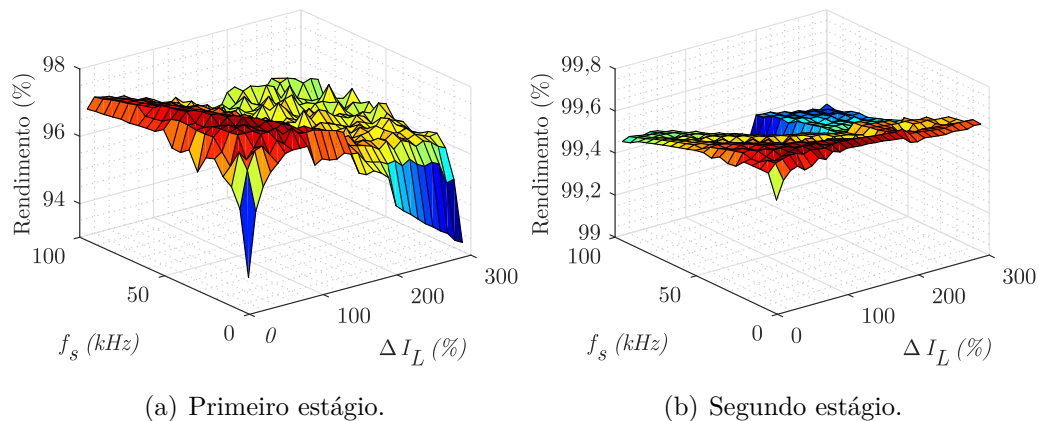 98
96
94
Rendimento (%)
100
50
0
f_s (kHz)
0
100
200
300
Δ I_L (%)
(a) Primeiro estágio.
99,8
99,6
99,4
99,2
99
Rendimento (%)
100
50
0
f_s (kHz)
0
100
200
300
Δ I_L (%)
(b) Segundo estágio.